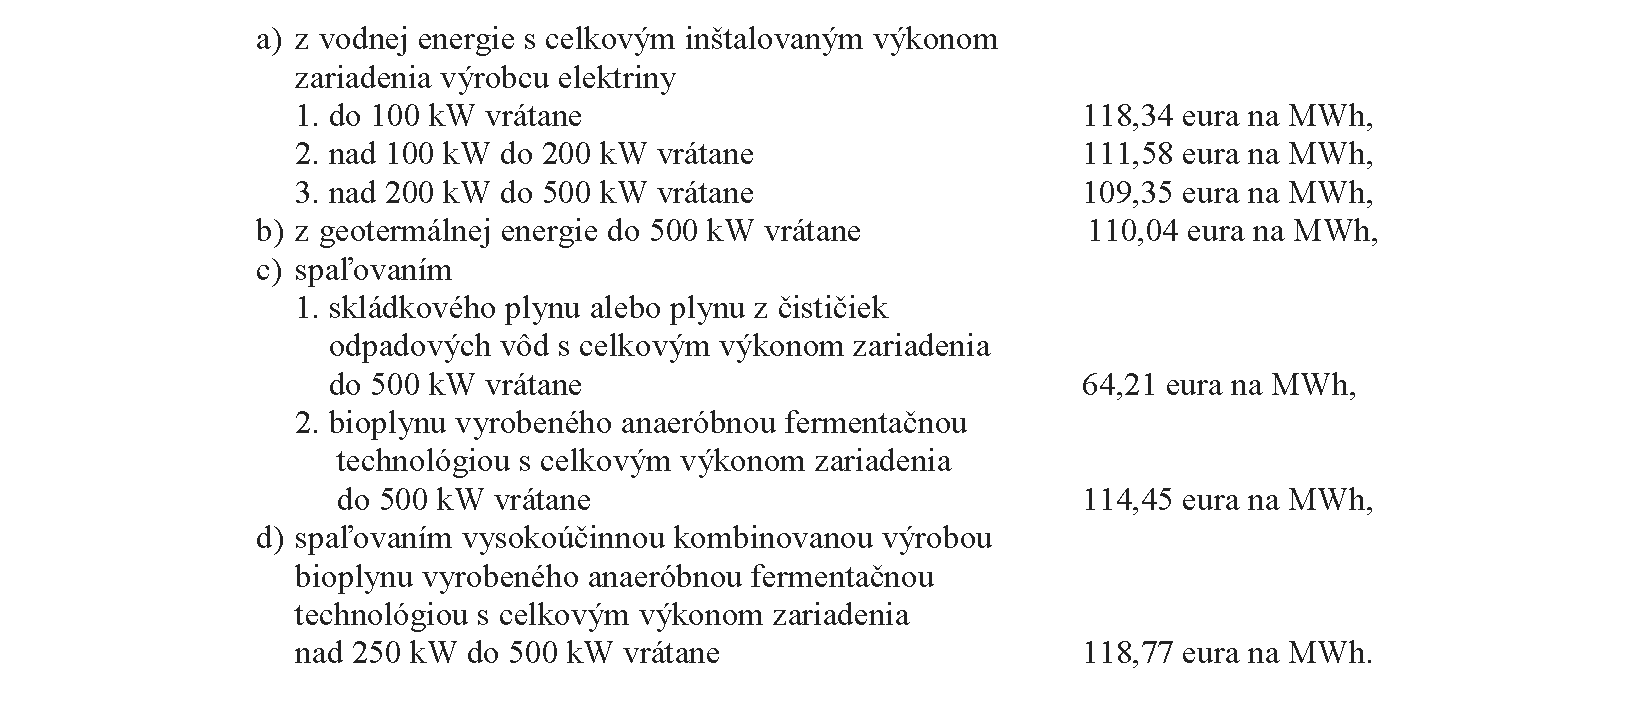 a) z vodnej energie s celkovým inštalovaným výkonom
zariadenia výrobcu elektriny
1. do 100 kW vrátane 118,34 eura na MWh,
2. nad 100 kW do 200 kW vrátane 111,58 eura na MWh,
3. nad 200 kW do 500 kW vrátane 109,35 eura na MWh,
b) z geotermálnej energie do 500 kW vrátane 110,04 eura na MWh,
c) spaľovaním
1. skládkového plynu alebo plynu z čističiek
odpadových vôd s celkovým výkonom zariadenia
do 500 kW vrátane 64,21 eura na MWh,
2. bioplynu vyrobeného anaeróbnou fermentačnou
technológiou s celkovým výkonom zariadenia
do 500 kW vrátane 114,45 eura na MWh,
d) spaľovaním vysokoúčinnou kombinovanou výrobou
bioplynu vyrobeného anaeróbnou fermentačnou
technológiou s celkovým výkonom zariadenia
nad 250 kW do 500 kW vrátane 118,77 eura na MWh.